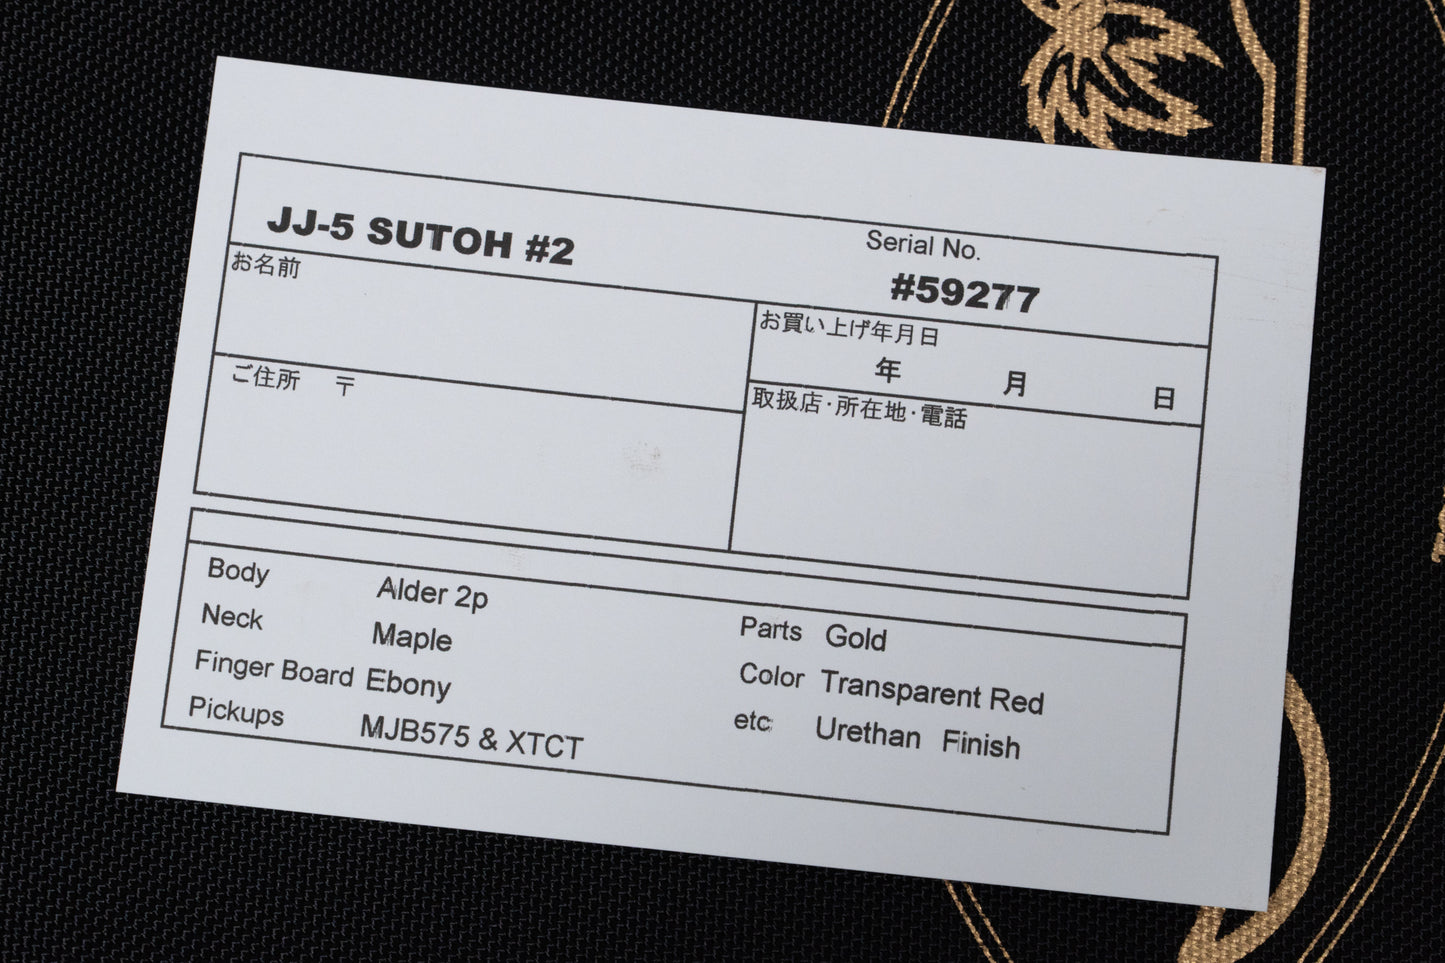 JJ-5 SUTOH #2
Serial No.
#59277
お名前
お買い上げ年月日
年 月 日
ご住所 〒
取扱店・所在地・電話
Body Alder 2p
Neck Maple
Finger Board Ebony
Pickups MJB575 & XTCT
Parts Gold
Color Transparent Red
etc Urethan Finish